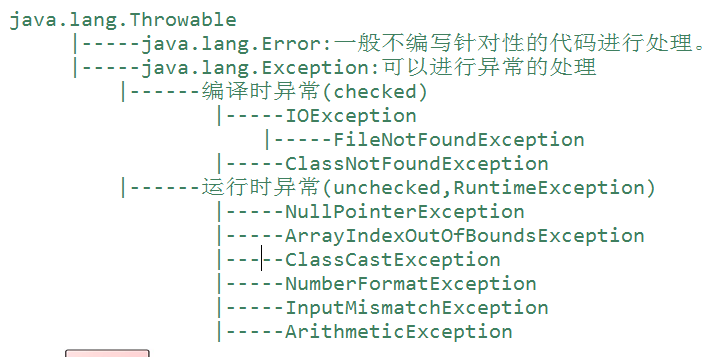 java.lang.Throwable
|-----java.lang.Error:一般不编写针对性的代码进行处理。
|-----java.lang.Exception:可以进行异常的处理
|------编译时异常(checked)
|-----IOException
|-----FileNotFoundException
|-----ClassNotFoundException
|------运行时异常(unchecked,RuntimeException)
|-----NullPointerException
|-----ArrayIndexOutOfBoundsException
|-----ClassCastException
|-----NumberFormatException
|-----InputMismatchException
|-----ArithmeticException